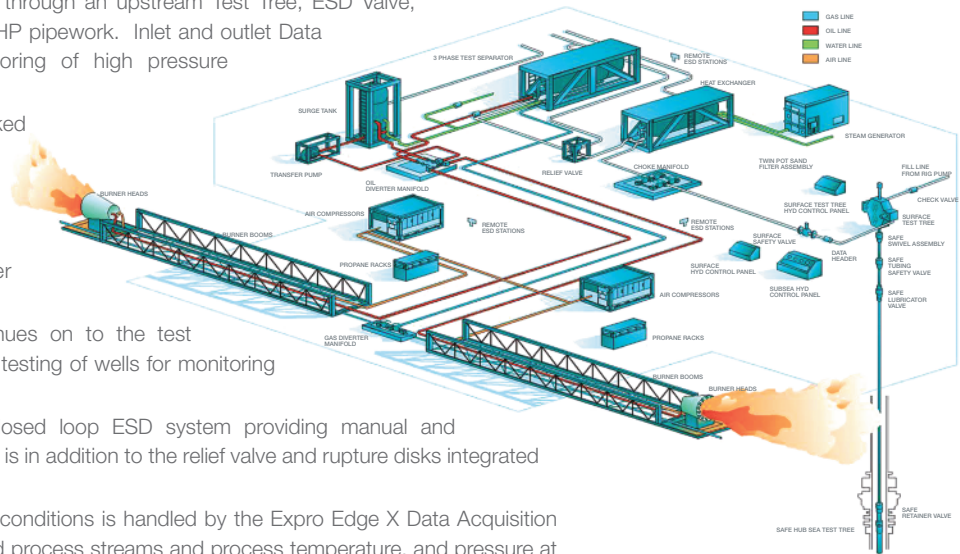 through an upstream Test Tree, ESD Valve,
HP pipework. Inlet and outlet Data
oring of high pressure
ked
er
nues on to the test
testing of wells for monitoring
osed loop ESD system providing manual and
is in addition to the relief valve and rupture disks integrated
conditions is handled by the Expro Edge X Data Acquisition
d process streams and process temperature, and pressure at
GAS LINE
OIL LINE
WATER LINE
AIR LINE
3 PHASE TEST SEPARATOR
REMOTE
ESD STATIONS
HEAT EXCHANGER
SURGE TANK
STEAM GENERATOR
TRANSFER PUMP
OIL
DIVERTER MANIFOLD
RELIEF VALVE
CHOKE MANIFOLD
TWIN POT SAND
FILTER ASSEMBLY
FILL LINE
FROM RIG PUMP
CHECK VALVE
SURFACE TEST TREE
HYD CONTROL PANEL
SURFACE
TEST TREE
BURNER HEADS
AIR COMPRESSORS
REMOTE
ESD STATIONS
REMOTE
ESD STATIONS
SURFACE
SAFETY VALVE
DATA
HEADER
SAFE
SWIVEL ASSEMBLY
BURNER BOOMS
PROPANE RACKS
SURFACE
HYD CONTROL PANEL
SUBSEA HYD
CONTROL PANEL
SAFE
TUBING
SAFETY VALVE
AIR COMPRESSORS
SAFE
LUBRICATOR
VALVE
GAS DIVERTER
MANIFOLD
PROPANE RACKS
BURNER BOOMS
BURNER HEADS
SAFE
RETAINER VALVE
SAFE HUB SEA TEST TREE